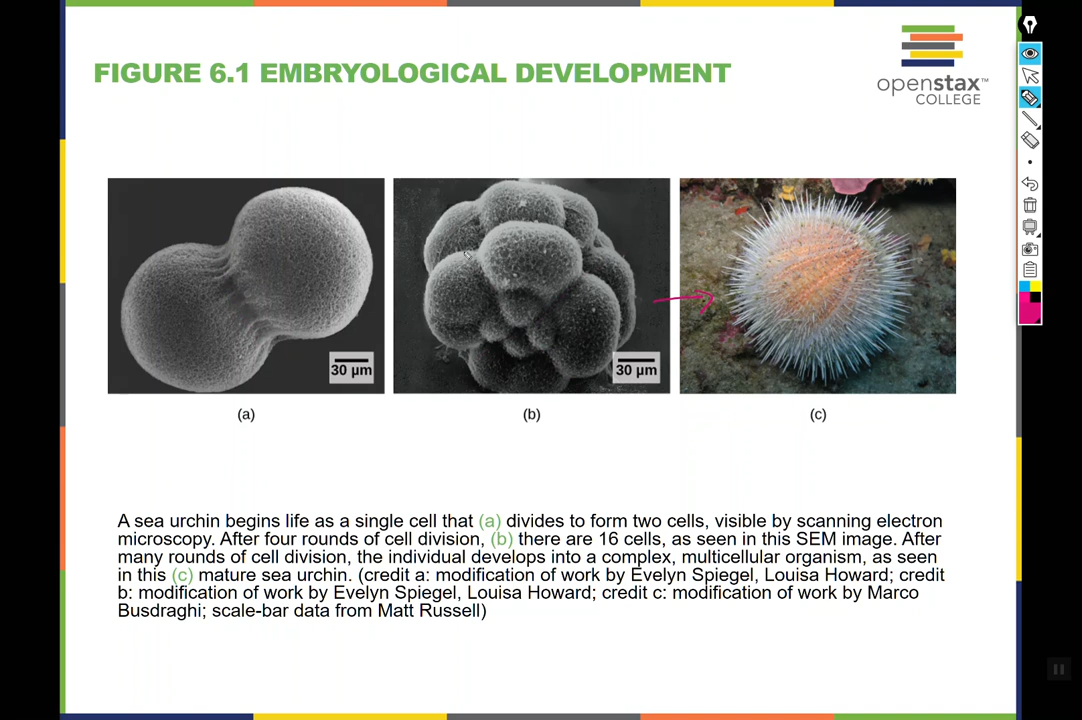 FIGURE 6.1 EMBRYOLOGICAL DEVELOPMENT
openstax™
COLLEGE
30 µm
30 µm
(a)
(b)
(c)
A sea urchin begins life as a single cell that (a) divides to form two cells, visible by scanning electron
microscopy. After four rounds of cell division, (b) there are 16 cells, as seen in this SEM image. After
many rounds of cell division, the individual develops into a complex, multicellular organism, as seen
in this (c) mature sea urchin. (credit a: modification of work by Evelyn Spiegel, Louisa Howard; credit
b: modification of work by Evelyn Spiegel, Louisa Howard; credit c: modification of work by Marco
Busdraghi; scale-bar data from Matt Russell)